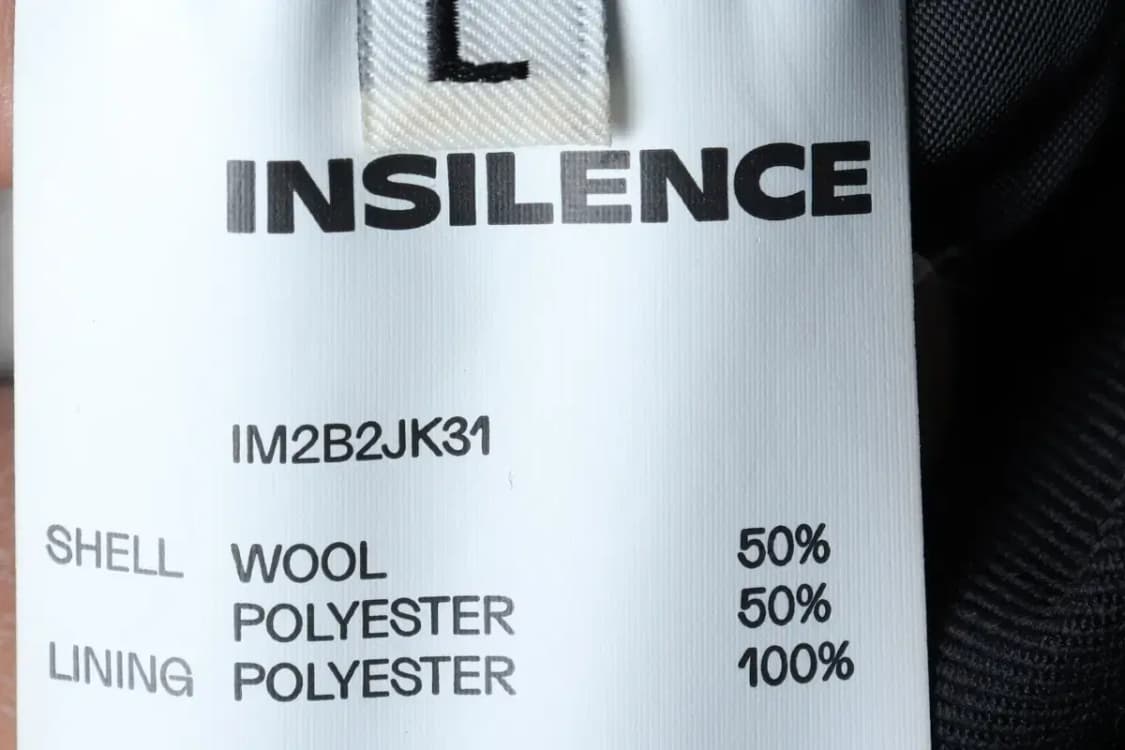 L
INSILENCE
IM2B2JK31
SHELL WOOL 50%
POLYESTER 50%
LINING POLYESTER 100%